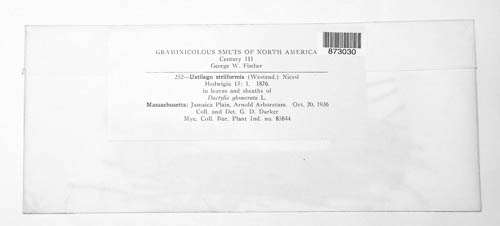 GRAMINICOLOUS SMUTS OF NORTH AMERICA
873030
Century III
George W. Fischer
252—Ustilago striiformis (Westend.) Niessl
Hedwigia 15: 1. 1876.
in leaves and sheaths of
Dactylis glomerata L.
Massachusetts: Jamaica Plain, Arnold Arboretum. Oct. 20, 1936
Coll. and Det. G. D. Darker
Myc. Coll. Bur. Plant Ind. no. 85844